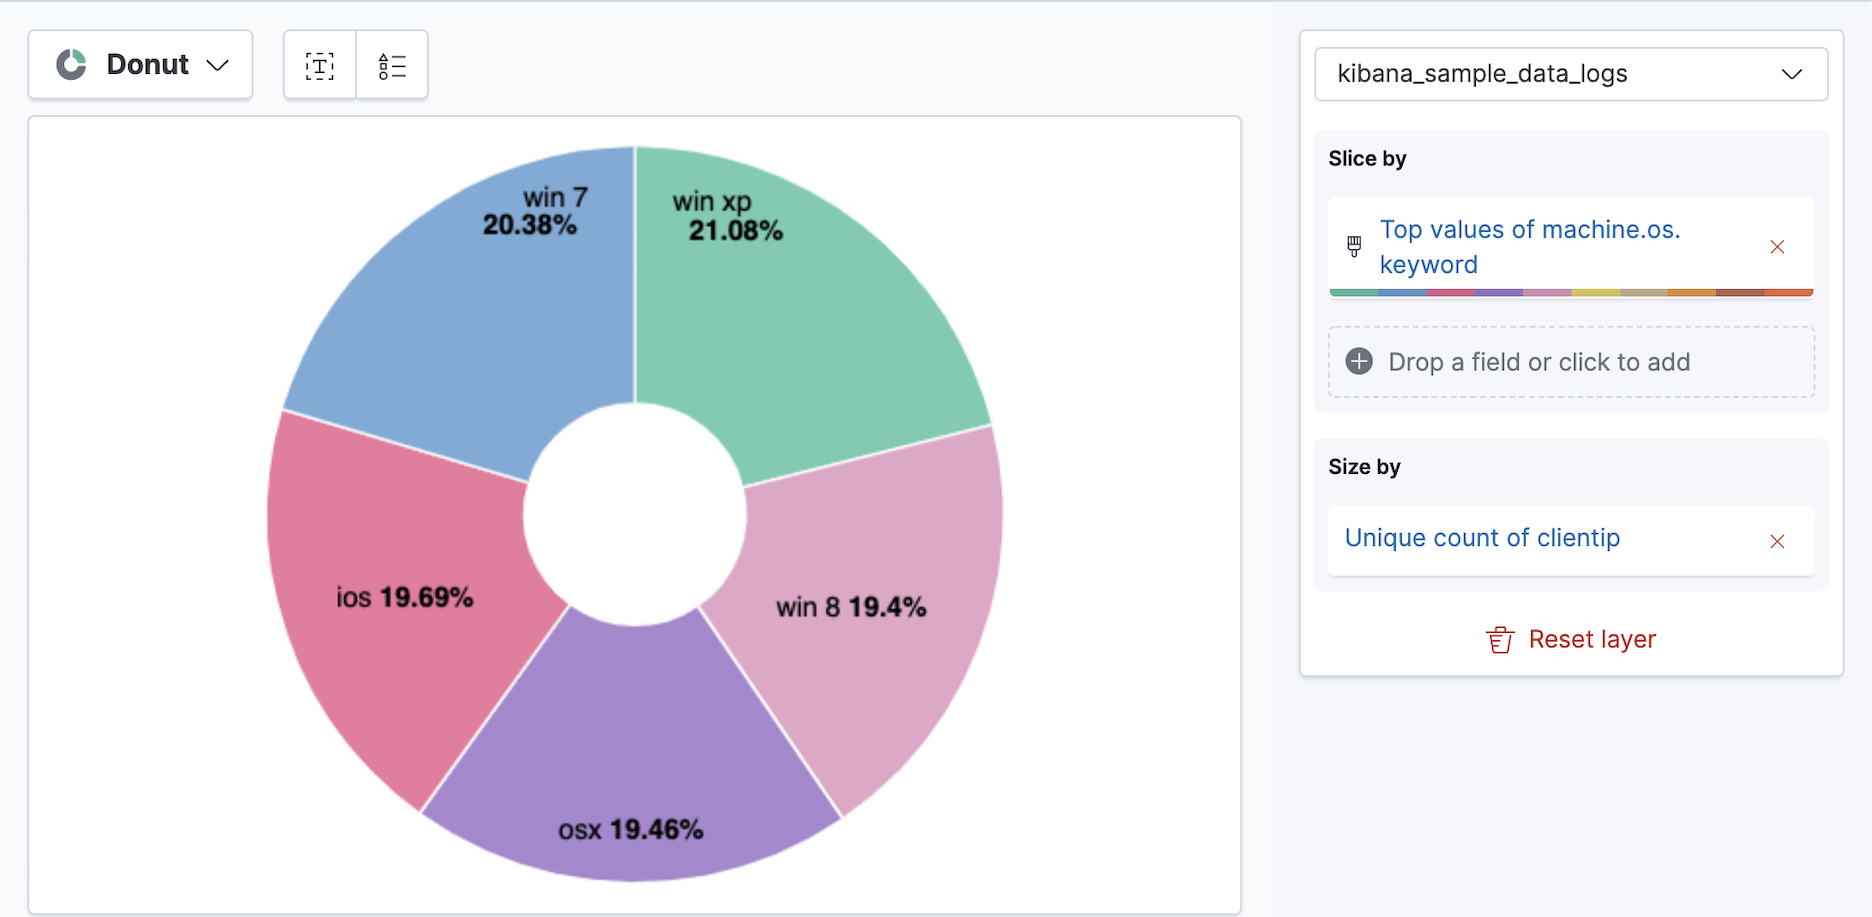 Donut
kibana_sample_data_logs
win 7
20.38%
win xp
21.08%
ios 19.69%
win 8 19.4%
osx 19.46%
Slice by
Top values of machine.os.
keyword
Drop a field or click to add
Size by
Unique count of clientip
Reset layer